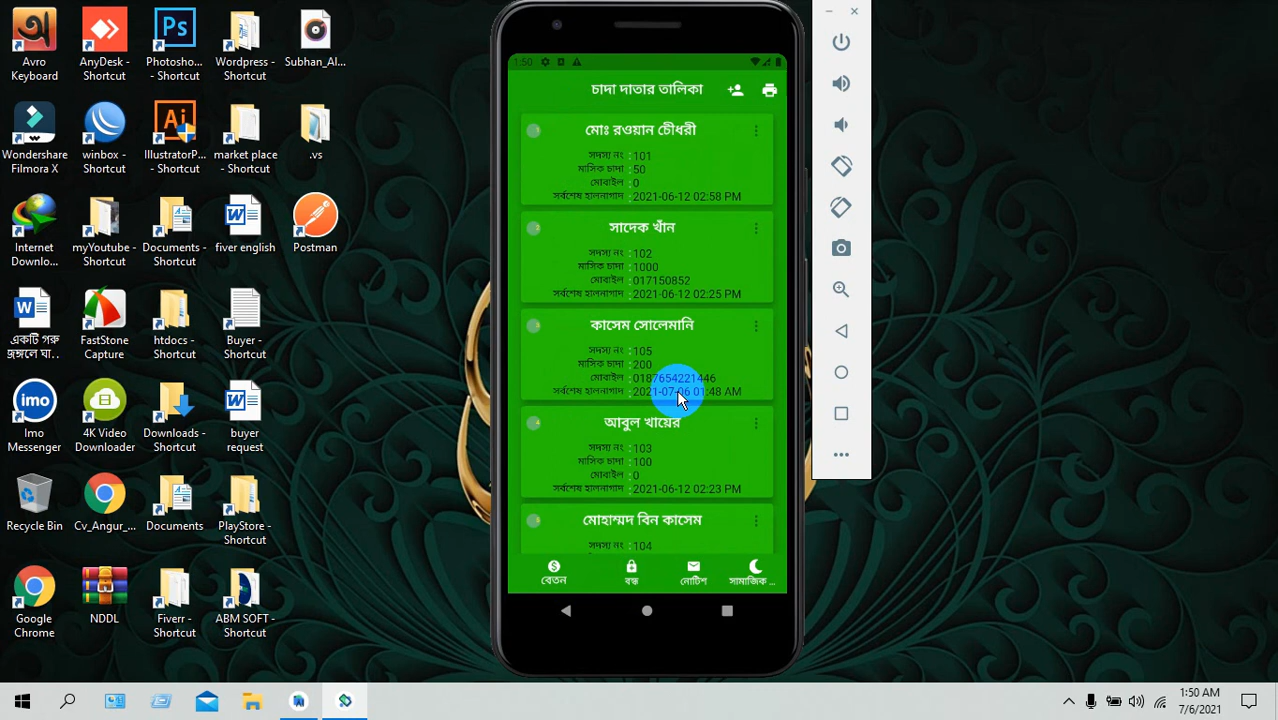 Avro Keyboard
AnyDesk - Shortcut
Photosho... - Shortcut
Wordpress - Shortcut
Subhan_Al...
Wondershare Filmora X
winbox - Shortcut
IllustratorP... - Shortcut
market place - Shortcut
.vs
Internet Downlo...
myYoutube - Shortcut
Documents - Shortcut
fiver english
Postman
একটি গরু জঙ্গলে ঘা..
FastStone Capture
htdocs - Shortcut
Buyer - Shortcut
Imo Messenger
4K Video Downloader
Downloads - Shortcut
buyer request
Recycle Bin
Cv_Angur_...
Documents
PlayStore - Shortcut
Google Chrome
NDDL
Fiverr - Shortcut
ABM SOFT - Shortcut
1:50
চাদা দাতার তালিকা
মোঃ রওয়ান চৌধরী
সদস্য নং : 101
মাসিক চাদা : 50
মোবাইল : 0
সর্বশেষ হালনাগাদ : 2021-06-12 02:58 PM
সাদেক খাঁন
সদস্য নং : 102
মাসিক চাদা : 1000
মোবাইল : 017150852
সর্বশেষ হালনাগাদ : 2021-06-12 02:25 PM
কাসেম সোলেমানি
সদস্য নং : 105
মাসিক চাদা : 200
মোবাইল : 0187654221446
সর্বশেষ হালনাগাদ : 2021-07-06 01:48 AM
আবুল খায়ের
সদস্য নং : 103
মাসিক চাদা : 100
মোবাইল : 0
সর্বশেষ হালনাগাদ : 2021-06-12 02:23 PM
মোহাম্মদ বিন কাসেম
সদস্য নং : 104
বেতন
বন্ধ
নোটিশ
সামাজিক ...
1:50 AM
7/6/2021